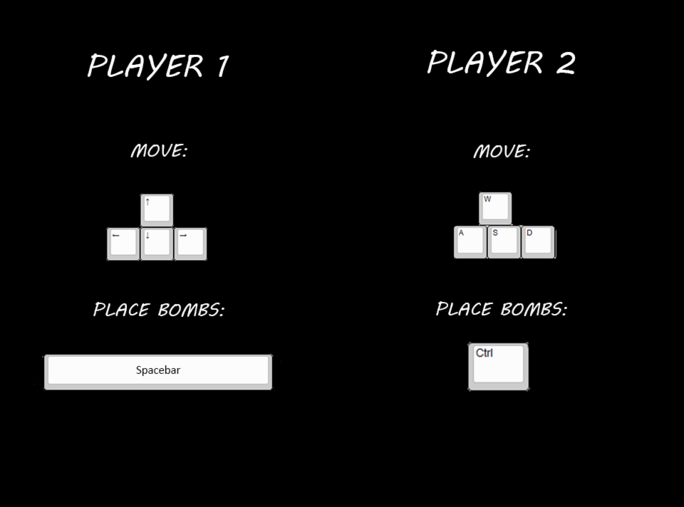 PLAYER 1
MOVE:
↑
← ↓ →
PLACE BOMBS:
Spacebar
PLAYER 2
MOVE:
W
A S D
PLACE BOMBS:
Ctrl